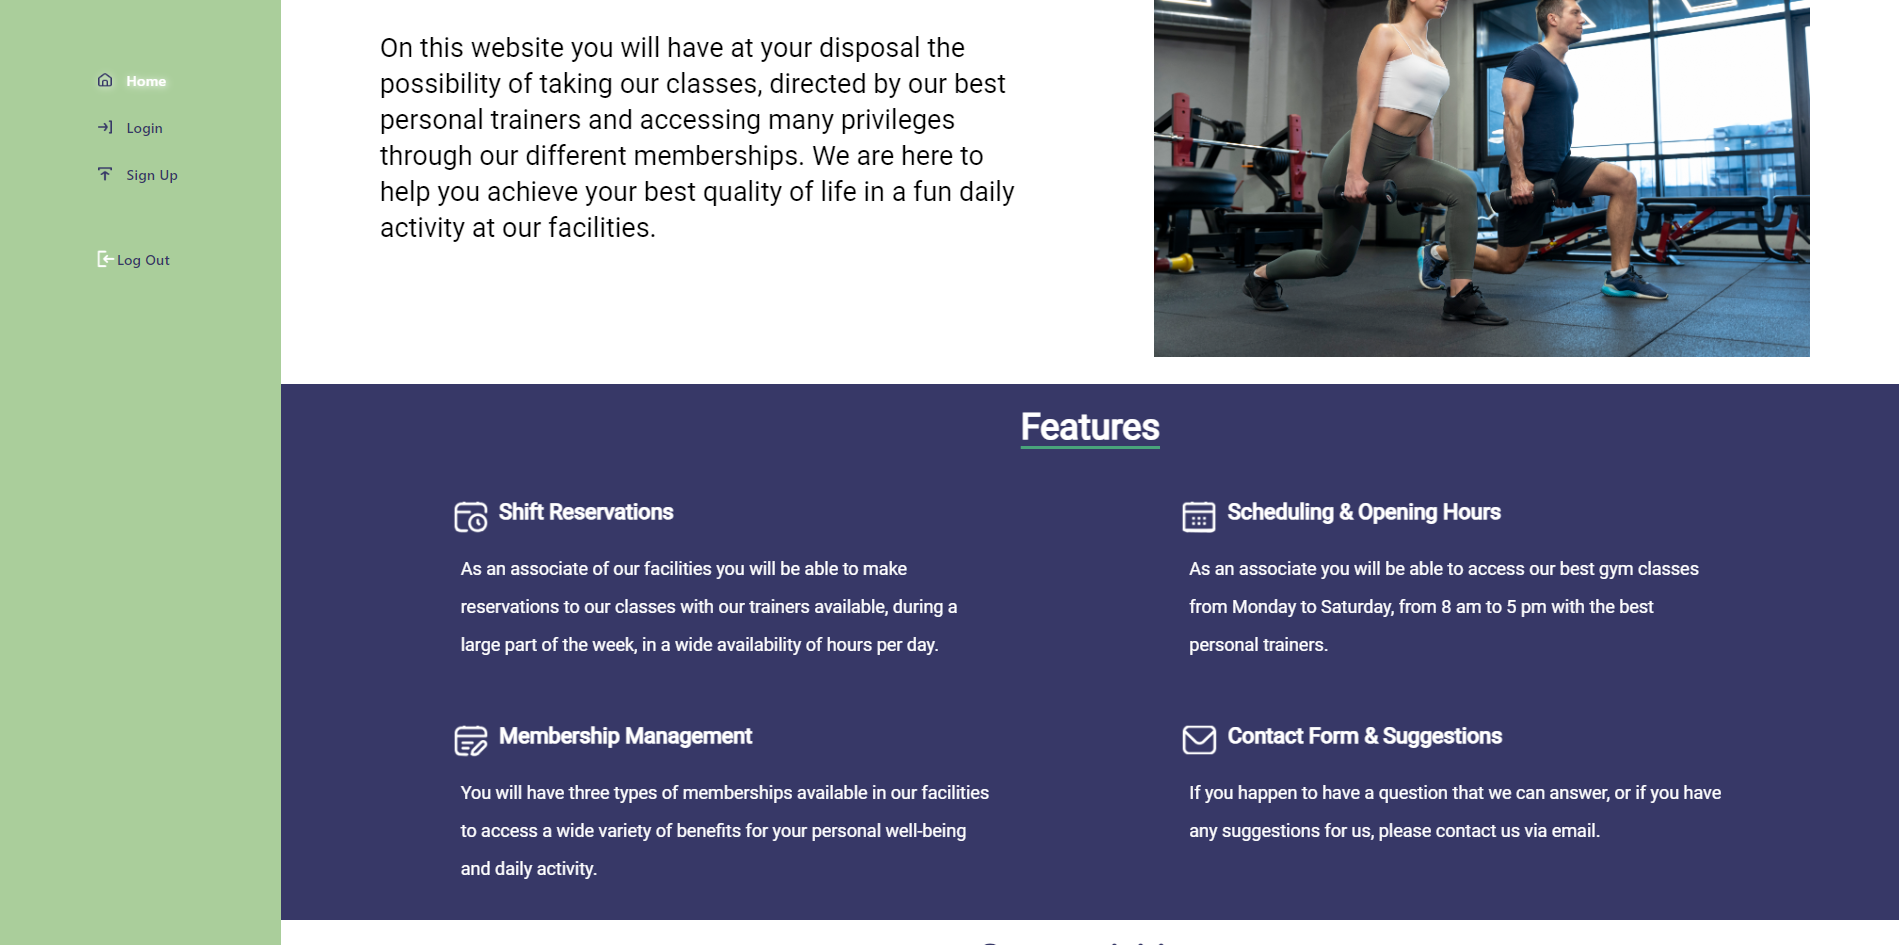 Home
Login
Sign Up
Log Out
On this website you will have at your disposal the
possibility of taking our classes, directed by our best
personal trainers and accessing many privileges
through our different memberships. We are here to
help you achieve your best quality of life in a fun daily
activity at our facilities.
Features
Shift Reservations
As an associate of our facilities you will be able to make
reservations to our classes with our trainers available, during a
large part of the week, in a wide availability of hours per day.
Scheduling & Opening Hours
As an associate you will be able to access our best gym classes
from Monday to Saturday, from 8 am to 5 pm with the best
personal trainers.
Membership Management
You will have three types of memberships available in our facilities
to access a wide variety of benefits for your personal well-being
and daily activity.
Contact Form & Suggestions
If you happen to have a question that we can answer, or if you have
any suggestions for us, please contact us via email.